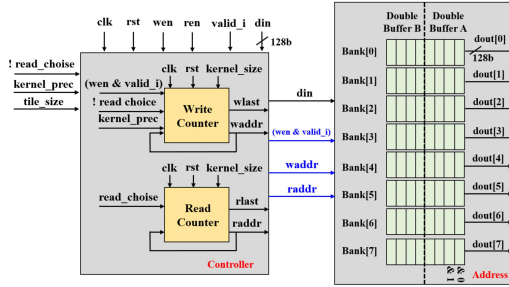 clk rst wen ren valid_i din
128b
! read_choise
kernel_prec
tile_size
clk rst kernel_size
(wen & valid_i)
! read choice
kernel_prec
Write
Counter
wlast
waddr
clk rst kernel_size
read_choise
Read
Counter
rlast
raddr
Controller
din
(wen & valid_i)
waddr
raddr
Double
Buffer B
Double
Buffer A
Bank[0]
Bank[1]
Bank[2]
Bank[3]
Bank[4]
Bank[5]
Bank[6]
Bank[7]
dout[0]
128b
dout[1]
dout[2]
dout[3]
dout[4]
dout[5]
dout[6]
dout[7]
& 0
& 1
Address